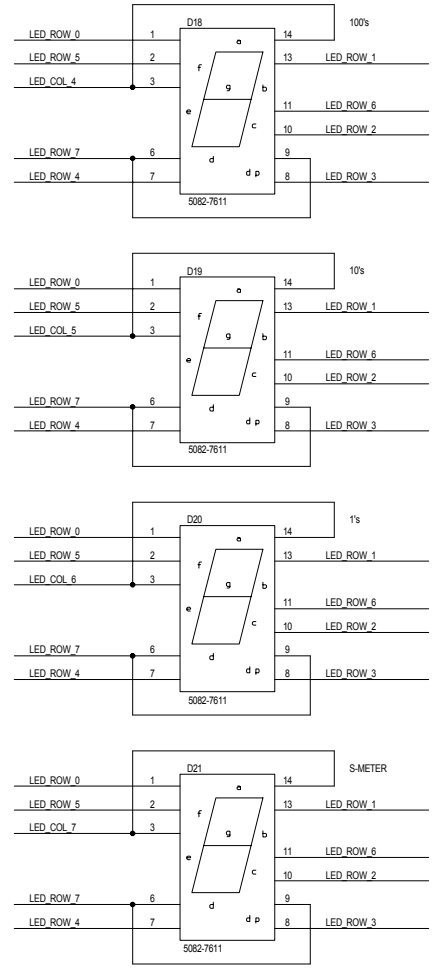 D18
LED_ROW_0 1 a 14 100's
LED_ROW_5 2 f 13 LED_ROW_1
LED_COL_4 3 g b
e 11 LED_ROW_6
c 10 LED_ROW_2
LED_ROW_7 6 d 9
LED_ROW_4 7 d p 8 LED_ROW_3
5082-7611
D19
LED_ROW_0 1 a 14 10's
LED_ROW_5 2 f 13 LED_ROW_1
LED_COL_5 3 g b
e 11 LED_ROW_6
c 10 LED_ROW_2
LED_ROW_7 6 d 9
LED_ROW_4 7 d p 8 LED_ROW_3
5082-7611
D20
LED_ROW_0 1 a 14 1's
LED_ROW_5 2 f 13 LED_ROW_1
LED_COL_6 3 g b
e 11 LED_ROW_6
c 10 LED_ROW_2
LED_ROW_7 6 d 9
LED_ROW_4 7 d p 8 LED_ROW_3
5082-7611
D21
LED_ROW_0 1 a 14 S-METER
LED_ROW_5 2 f 13 LED_ROW_1
LED_COL_7 3 g b
e 11 LED_ROW_6
c 10 LED_ROW_2
LED_ROW_7 6 d 9
LED_ROW_4 7 d p 8 LED_ROW_3
5082-7611